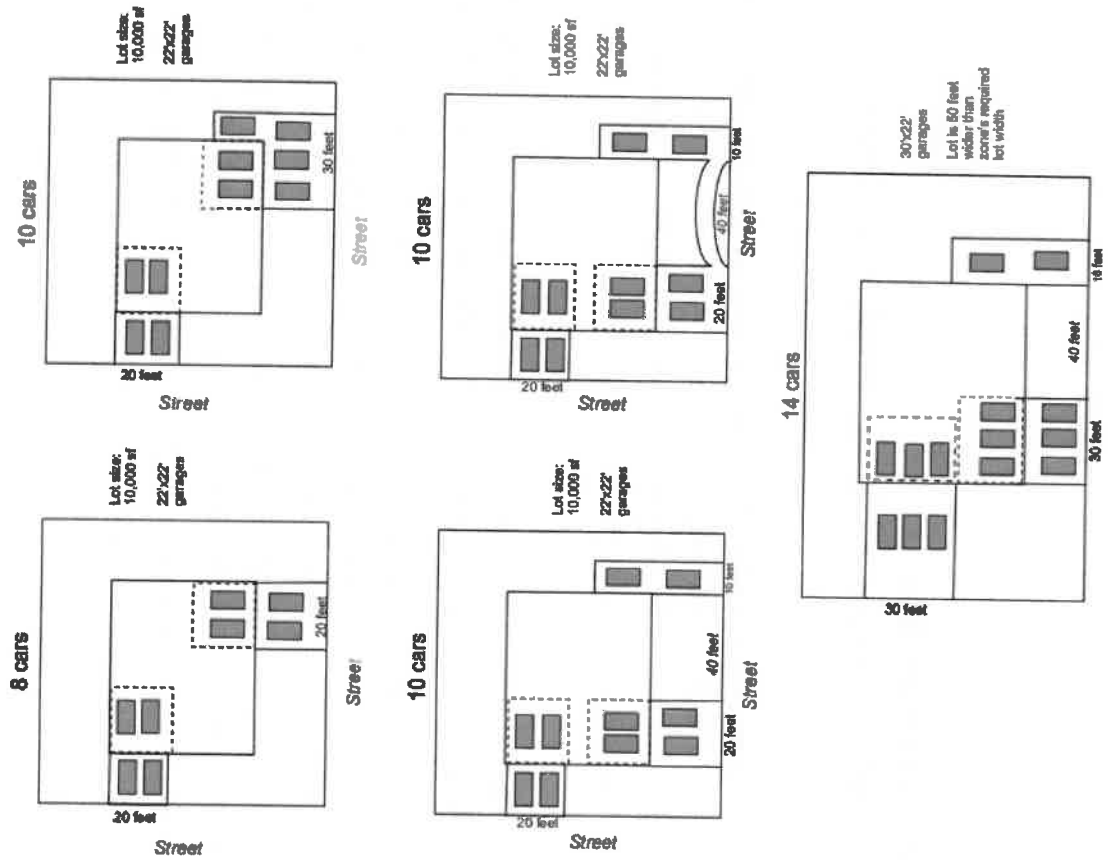 8 cars
Lot size:
10,000 sf
22'x22'
garages
20 feet
20 feet
Street
Street
10 cars
Lot size:
10,000 sf
22'x22'
garages
20 feet
30 feet
Street
Street
10 cars
Lot size:
10,000 sf
22'x22'
garages
20 feet
20 feet
40 feet
10 feet
Street
Street
10 cars
Lot size:
10,000 sf
22'x22'
garages
20 feet
20 feet
40 feet
10 feet
Street
Street
14 cars
30'x22'
garages
Lot is 50 feet
wider than
zone's required
lot width
30 feet
30 feet
40 feet